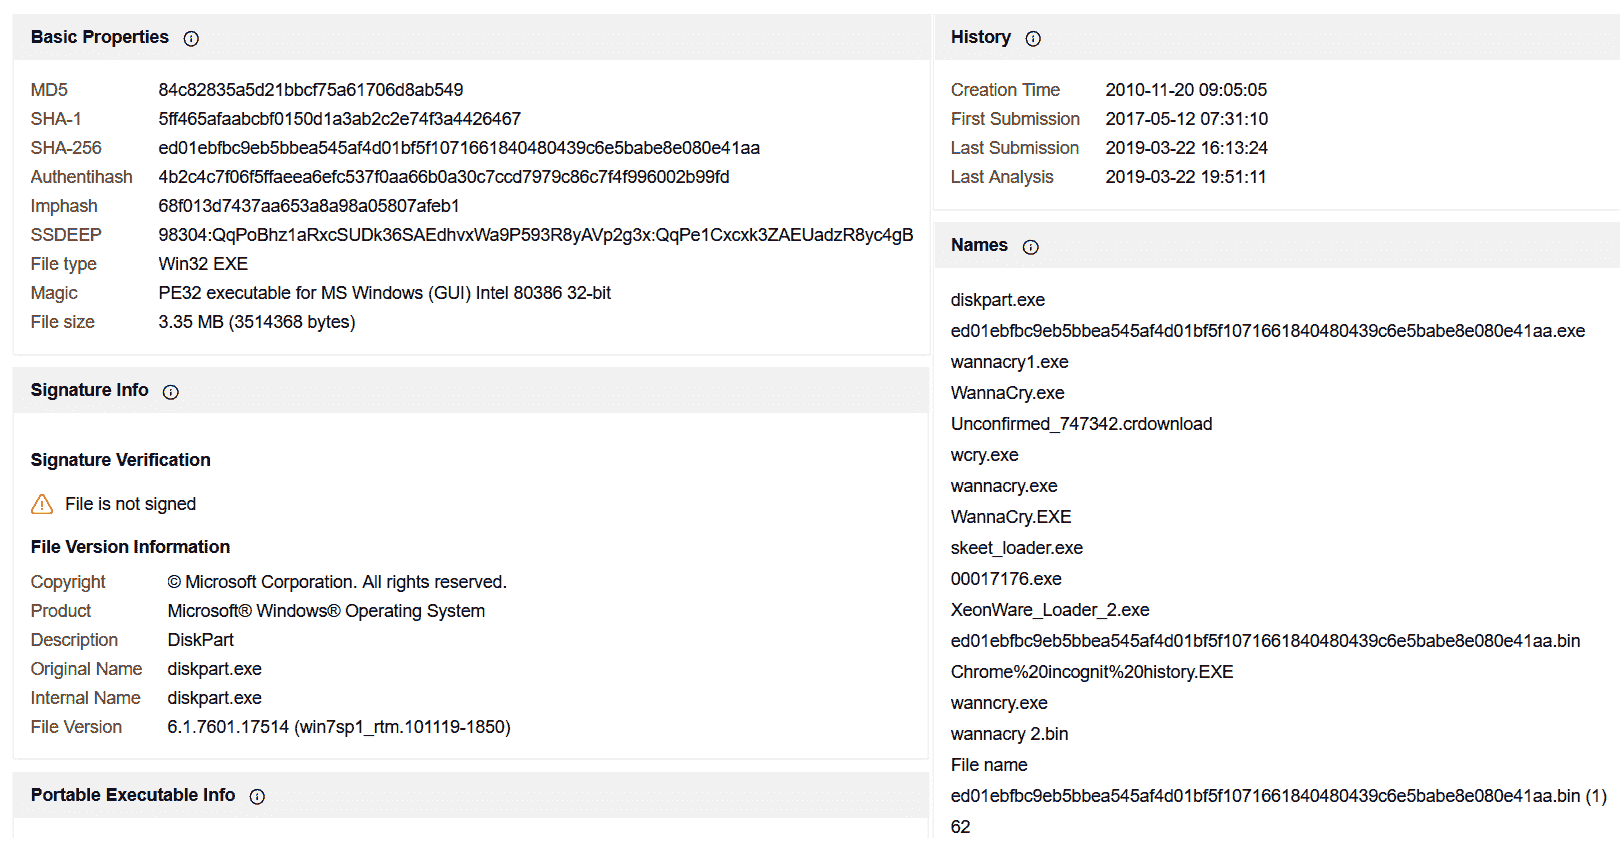 Basic Properties
MD5 84c82835a5d21bbcf75a61706d8ab549
SHA-1 5ff465afaabcbf0150d1a3ab2c2e74f3a4426467
SHA-256 ed01ebfbc9eb5bbea545af4d01bf5f1071661840480439c6e5babe8e080e41aa
Authentihash 4b2c4c7f06f5ffaeea6efc537f0aa66b0a30c7ccd7979c86c7f4f996002b99fd
Imphash 68f013d7437aa653a8a98a05807afeb1
SSDEEP 98304:QqPoBhz1aRxcSUDk36SAEdhvxWa9P593R8yAVp2g3x:QqPe1Cxcxk3ZAEUadzR8yc4gB
File type Win32 EXE
Magic PE32 executable for MS Windows (GUI) Intel 80386 32-bit
File size 3.35 MB (3514368 bytes)
Signature Info
Signature Verification
File is not signed
File Version Information
Copyright © Microsoft Corporation. All rights reserved.
Product Microsoft® Windows® Operating System
Description DiskPart
Original Name diskpart.exe
Internal Name diskpart.exe
File Version 6.1.7601.17514 (win7sp1_rtm.101119-1850)
Portable Executable Info
History
Creation Time 2010-11-20 09:05:05
First Submission 2017-05-12 07:31:10
Last Submission 2019-03-22 16:13:24
Last Analysis 2019-03-22 19:51:11
Names
diskpart.exe
ed01ebfbc9eb5bbea545af4d01bf5f1071661840480439c6e5babe8e080e41aa.exe
wannacry1.exe
WannaCry.exe
Unconfirmed_747342.crdownload
wcry.exe
wannacry.exe
WannaCry.EXE
skeet_loader.exe
00017176.exe
XeonWare_Loader_2.exe
ed01ebfbc9eb5bbea545af4d01bf5f1071661840480439c6e5babe8e080e41aa.bin
Chrome%20incognit%20history.EXE
wanncry.exe
wannacry 2.bin
File name
ed01ebfbc9eb5bbea545af4d01bf5f1071661840480439c6e5babe8e080e41aa.bin (1)
62